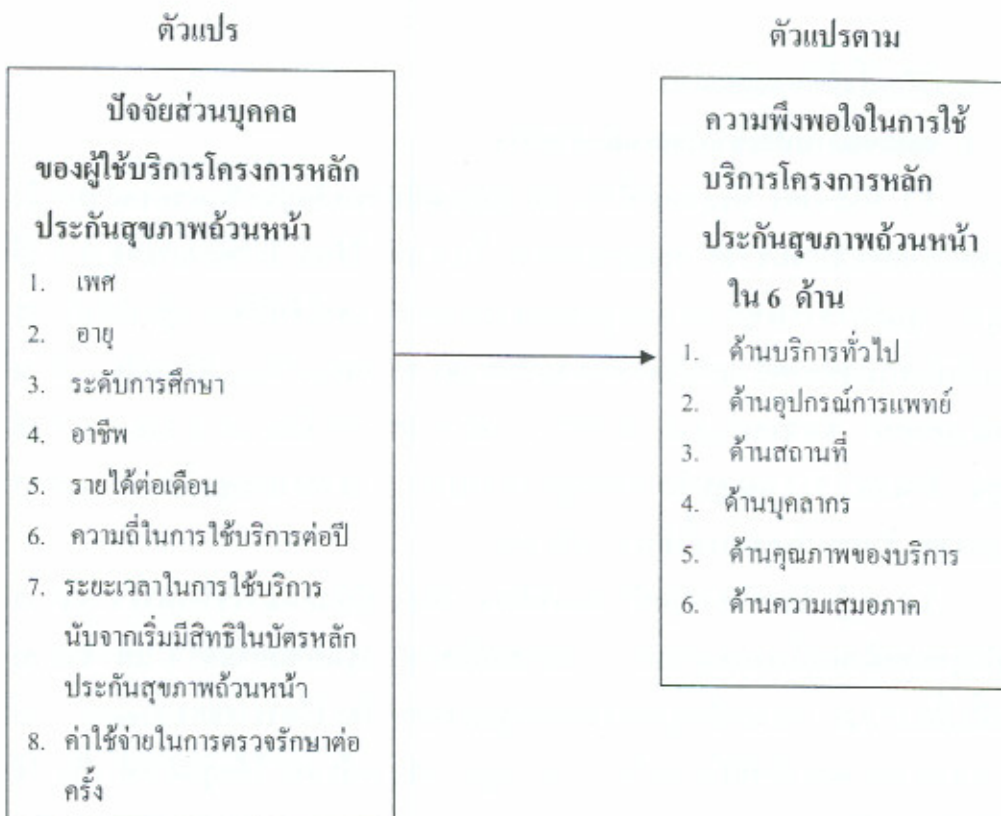 ตัวแปร
ปัจจัยส่วนบุคคล
ของผู้ใช้บริการโครงการหลัก
ประกันสุขภาพถ้วนหน้า
1. เพศ
2. อายุ
3. ระดับการศึกษา
4. อาชีพ
5. รายได้ต่อเดือน
6. ความถี่ในการใช้บริการต่อปี
7. ระยะเวลาในการใช้บริการ
นับจากเริ่มมีสิทธิในบัตรหลัก
ประกันสุขภาพถ้วนหน้า
8. ค่าใช้จ่ายในการตรวจรักษาต่อ
ครั้ง
ตัวแปรตาม
ความพึงพอใจในการใช้
บริการโครงการหลัก
ประกันสุขภาพถ้วนหน้า
ใน 6 ด้าน
1. ด้านบริการทั่วไป
2. ด้านอุปกรณ์การแพทย์
3. ด้านสถานที่
4. ด้านบุคลากร
5. ด้านคุณภาพของบริการ
6. ด้านความเสมอภาค